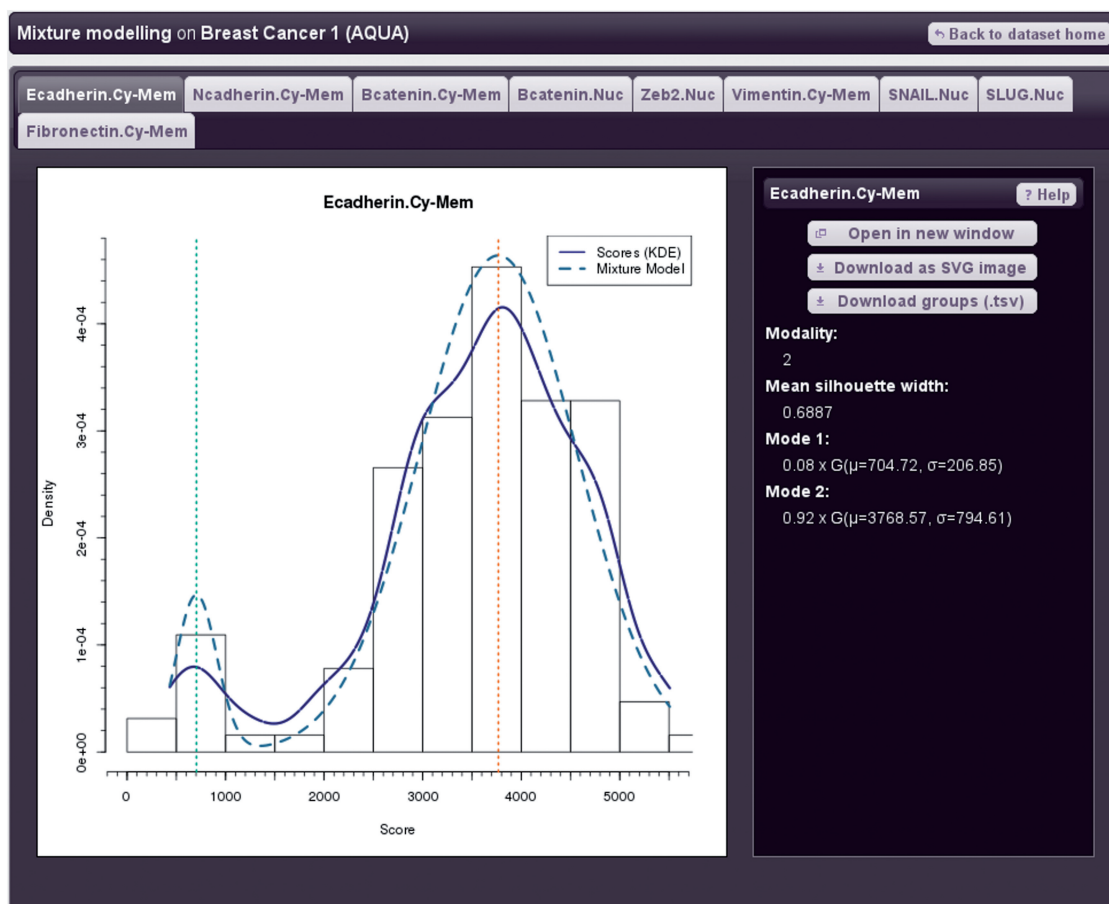 Mixture modelling on Breast Cancer 1 (AQUA)
Back to dataset home
Ecadherin.Cy-Mem
Ncadherin.Cy-Mem
Bcatenin.Cy-Mem
Bcatenin.Nuc
Zeb2.Nuc
Vimentin.Cy-Mem
SNAIL.Nuc
SLUG.Nuc
Fibronectin.Cy-Mem
Ecadherin.Cy-Mem
Scores (KDE)
Mixture Model
Density
4e-04
3e-04
2e-04
1e-04
0e+00
0
1000
2000
3000
4000
5000
Score
Ecadherin.Cy-Mem
? Help
Open in new window
Download as SVG image
Download groups (.tsv)
Modality:
2
Mean silhouette width:
0.6887
Mode 1:
0.08 x G(μ=704.72, σ=206.85)
Mode 2:
0.92 x G(μ=3768.57, σ=794.61)